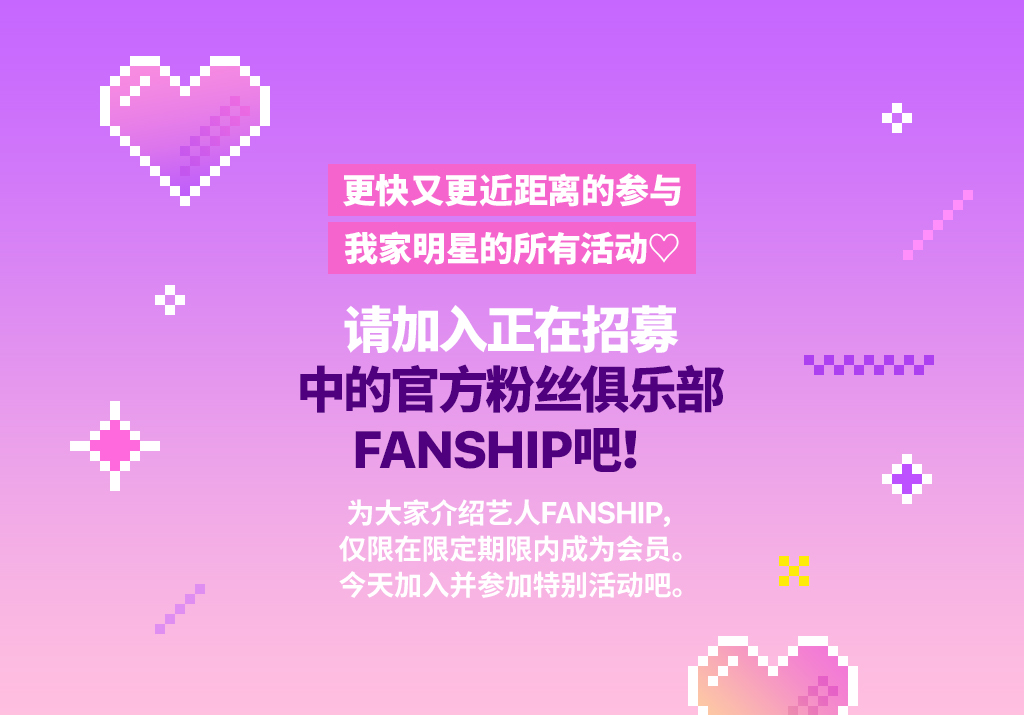 更快又更近距离的参与
我家明星的所有活动♡
请加入正在招募
中的官方粉丝俱乐部
FANSHIP吧!
为大家介绍艺人FANSHIP,
仅限在限定期限内成为会员。
今天加入并参加特别活动吧。